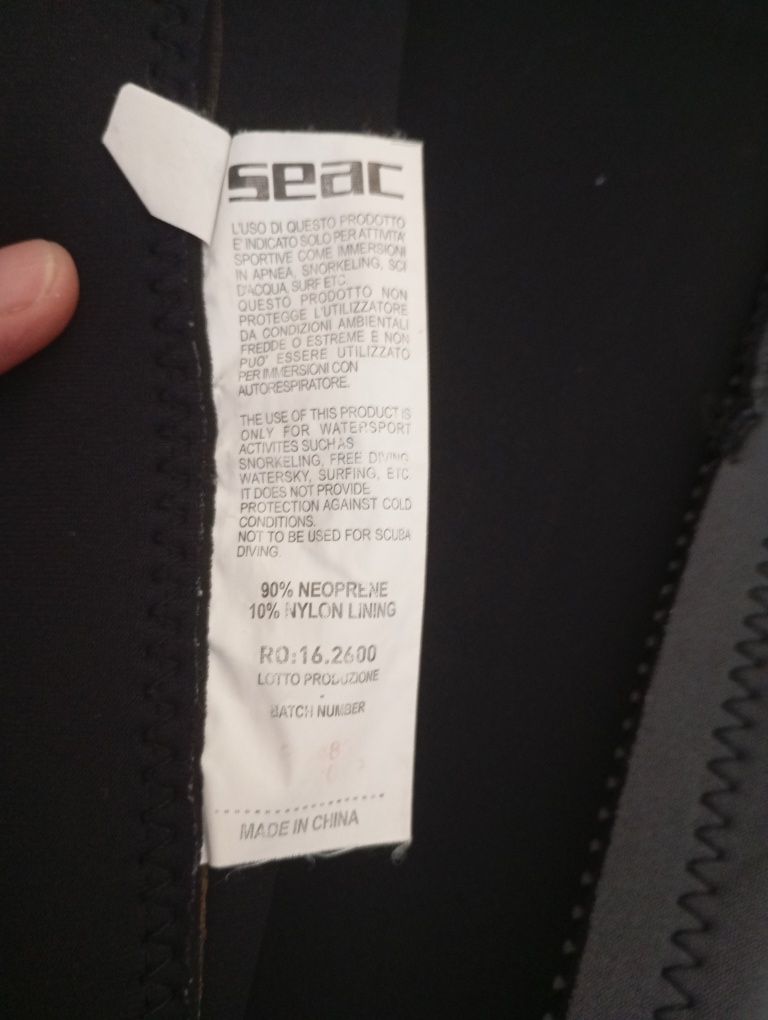 seac
L'USO DI QUESTO PRODOTTO
E' INDICATO SOLO PER ATTIVITA'
SPORTIVE COME IMMERSIONI
IN APNEA, SNORKELING, SCI
D'ACQUA, SURF ETC.
QUESTO PRODOTTO NON
PROTEGGE L'UTILIZZATORE
DA CONDIZIONI AMBIENTALI
FREDDE O ESTREME E NON
PUO' ESSERE UTILIZZATO
PER IMMERSIONI CON
AUTORESPIRATORE.
THE USE OF THIS PRODUCT IS
ONLY FOR WATERSPORT
ACTIVITES SUCH AS
SNORKELING, FREE DIVING,
WATERSKY, SURFING, ETC.
IT DOES NOT PROVIDE
PROTECTION AGAINST COLD
CONDITIONS.
NOT TO BE USED FOR SCUBA
DIVING.
90% NEOPRENE
10% NYLON LINING
RO:16.2600
LOTTO PRODUZIONE
-
BATCH NUMBER
MADE IN CHINA